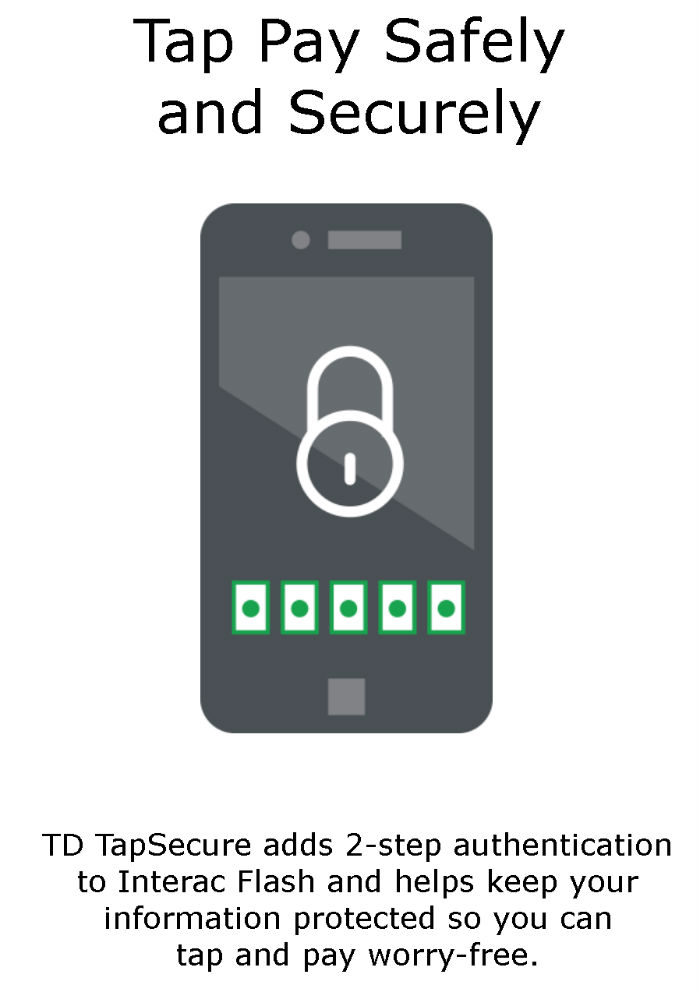 Tap Pay Safely
and Securely
TD TapSecure adds 2-step authentication
to Interac Flash and helps keep your
information protected so you can
tap and pay worry-free.